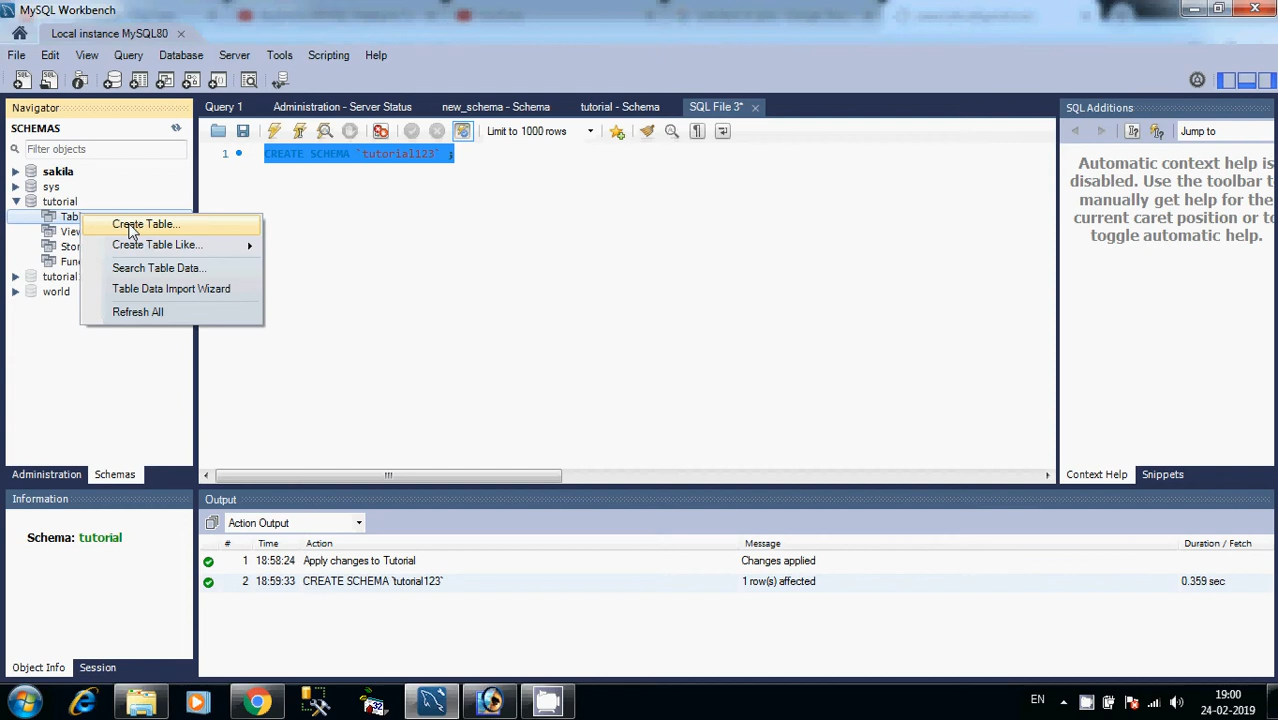 MySQL Workbench
Local instance MySQL80
File Edit View Query Database Server Tools Scripting Help
Navigator
SCHEMAS
Filter objects
sakila
sys
tutorial
Tab
View
Stor
Func
tutorial
world
Create Table...
Create Table Like...
Search Table Data...
Table Data Import Wizard
Refresh All
Administration Schemas
Information
Schema: tutorial
Object Info Session
Query 1 Administration - Server Status new_schema - Schema tutorial - Schema SQL File 3*
Limit to 1000 rows
1 CREATE SCHEMA `tutorial123` ;
SQL Additions
Jump to
Automatic context help is
disabled. Use the toolbar to
manually get help for the
current caret position or to
toggle automatic help.
Context Help Snippets
Output
Action Output
# Time Action Message Duration / Fetch
1 18:58:24 Apply changes to Tutorial Changes applied
2 18:59:33 CREATE SCHEMA `tutorial123` 1 row(s) affected 0.359 sec
EN
19:00
24-02-2019